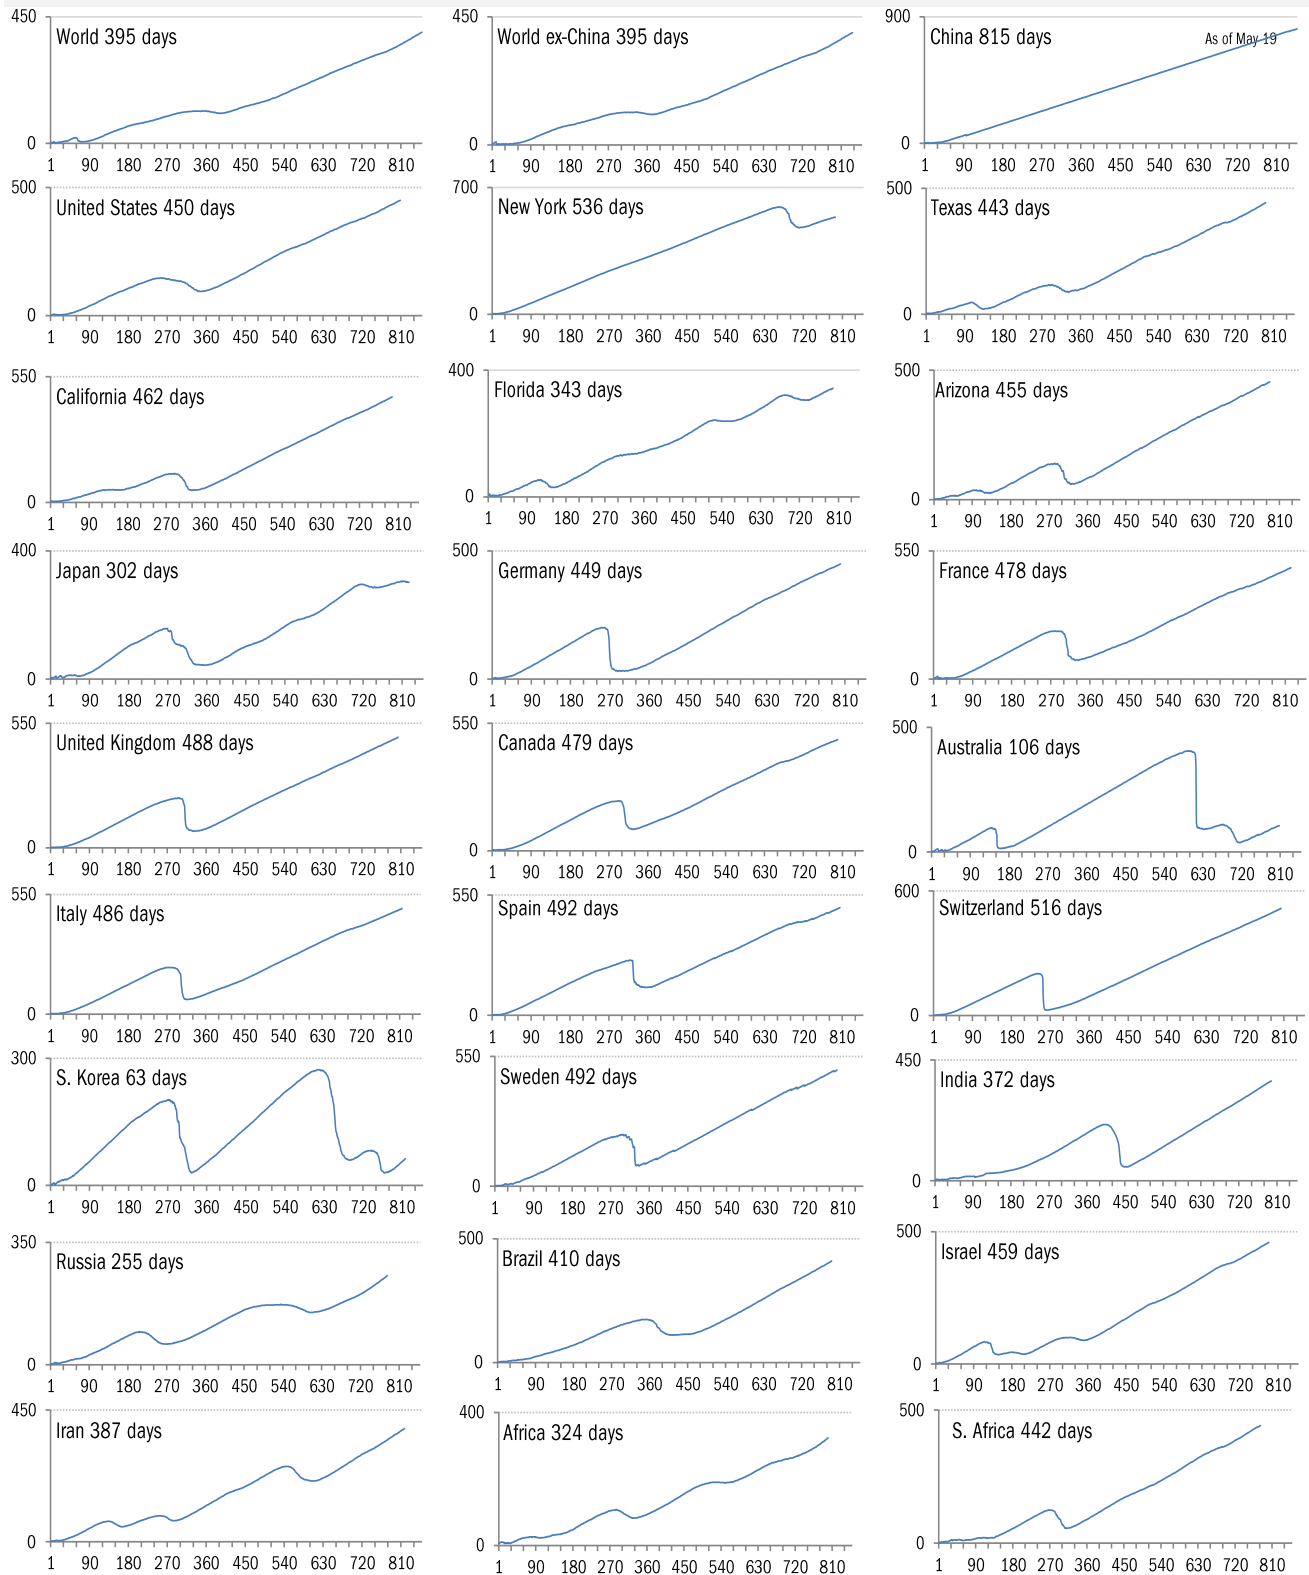 450
World 395 days
0
1 90 180 270 360 450 540 630 720 810
450
World ex-China 395 days
0
1 90 180 270 360 450 540 630 720 810
900
China 815 days
As of May 19
0
1 90 180 270 360 450 540 630 720 810
500
United States 450 days
0
1 90 180 270 360 450 540 630 720 810
700
New York 536 days
0
1 90 180 270 360 450 540 630 720 810
500
Texas 443 days
0
1 90 180 270 360 450 540 630 720 810
550
California 462 days
0
1 90 180 270 360 450 540 630 720 810
400
Florida 343 days
0
1 90 180 270 360 450 540 630 720 810
500
Arizona 455 days
0
1 90 180 270 360 450 540 630 720 810
400
Japan 302 days
0
1 90 180 270 360 450 540 630 720 810
500
Germany 449 days
0
1 90 180 270 360 450 540 630 720 810
550
France 478 days
0
1 90 180 270 360 450 540 630 720 810
550
United Kingdom 488 days
0
1 90 180 270 360 450 540 630 720 810
550
Canada 479 days
0
1 90 180 270 360 450 540 630 720 810
500
Australia 106 days
0
1 90 180 270 360 450 540 630 720 810
550
Italy 486 days
0
1 90 180 270 360 450 540 630 720 810
550
Spain 492 days
0
1 90 180 270 360 450 540 630 720 810
600
Switzerland 516 days
0
1 90 180 270 360 450 540 630 720 810
300
S. Korea 63 days
0
1 90 180 270 360 450 540 630 720 810
550
Sweden 492 days
0
1 90 180 270 360 450 540 630 720 810
450
India 372 days
0
1 90 180 270 360 450 540 630 720 810
350
Russia 255 days
0
1 90 180 270 360 450 540 630 720 810
500
Brazil 410 days
0
1 90 180 270 360 450 540 630 720 810
500
Israel 459 days
0
1 90 180 270 360 450 540 630 720 810
450
Iran 387 days
0
1 90 180 270 360 450 540 630 720 810
400
Africa 324 days
0
1 90 180 270 360 450 540 630 720 810
500
S. Africa 442 days
0
1 90 180 270 360 450 540 630 720 810